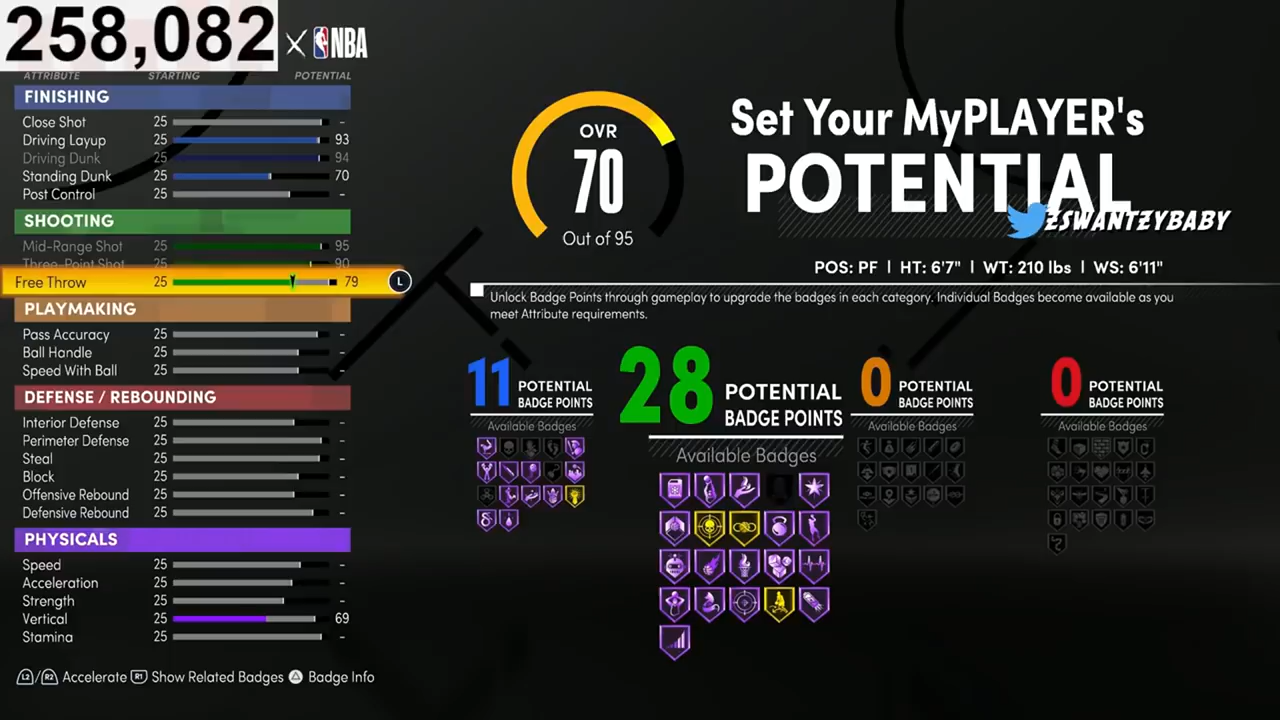 258,082 X NBA
ATTRIBUTE STARTING POTENTIAL
FINISHING
Close Shot 25 -
Driving Layup 25 93
Driving Dunk 25 94
Standing Dunk 25 70
Post Control 25 -
SHOOTING
Mid-Range Shot 25 95
Three-Point Shot 25 90
Free Throw 25 79 L
PLAYMAKING
Pass Accuracy 25 -
Ball Handle 25 -
Speed With Ball 25 -
DEFENSE / REBOUNDING
Interior Defense 25 -
Perimeter Defense 25 -
Steal 25 -
Block 25 -
Offensive Rebound 25 -
Defensive Rebound 25 -
PHYSICALS
Speed 25 -
Acceleration 25 -
Strength 25 -
Vertical 25 69
Stamina 25 -
L2/R2 Accelerate R1 Show Related Badges Badge Info
OVR
70
Out of 95
Set Your MyPLAYER's
POTENTIAL
ZSWANTZYBABY
POS: PF | HT: 6'7" | WT: 210 lbs | WS: 6'11"
Unlock Badge Points through gameplay to upgrade the badges in each category. Individual Badges become available as you
meet Attribute requirements.
11 POTENTIAL
BADGE POINTS
Available Badges
28 POTENTIAL
BADGE POINTS
Available Badges
0 POTENTIAL
BADGE POINTS
Available Badges
0 POTENTIAL
BADGE POINTS
Available Badges